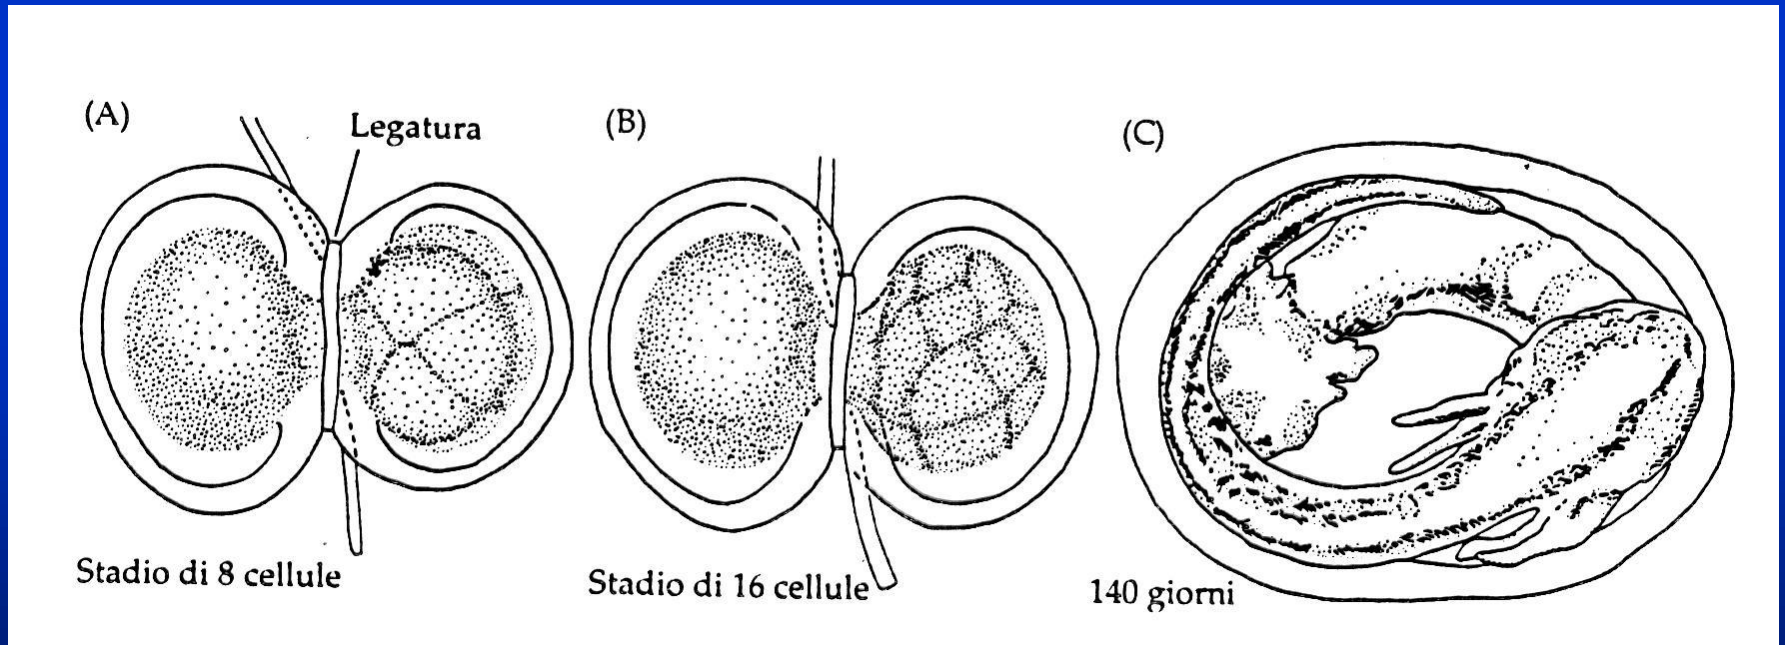 (A)
Legatura
(B)
(C)
Stadio di 8 cellule
Stadio di 16 cellule
140 giorni